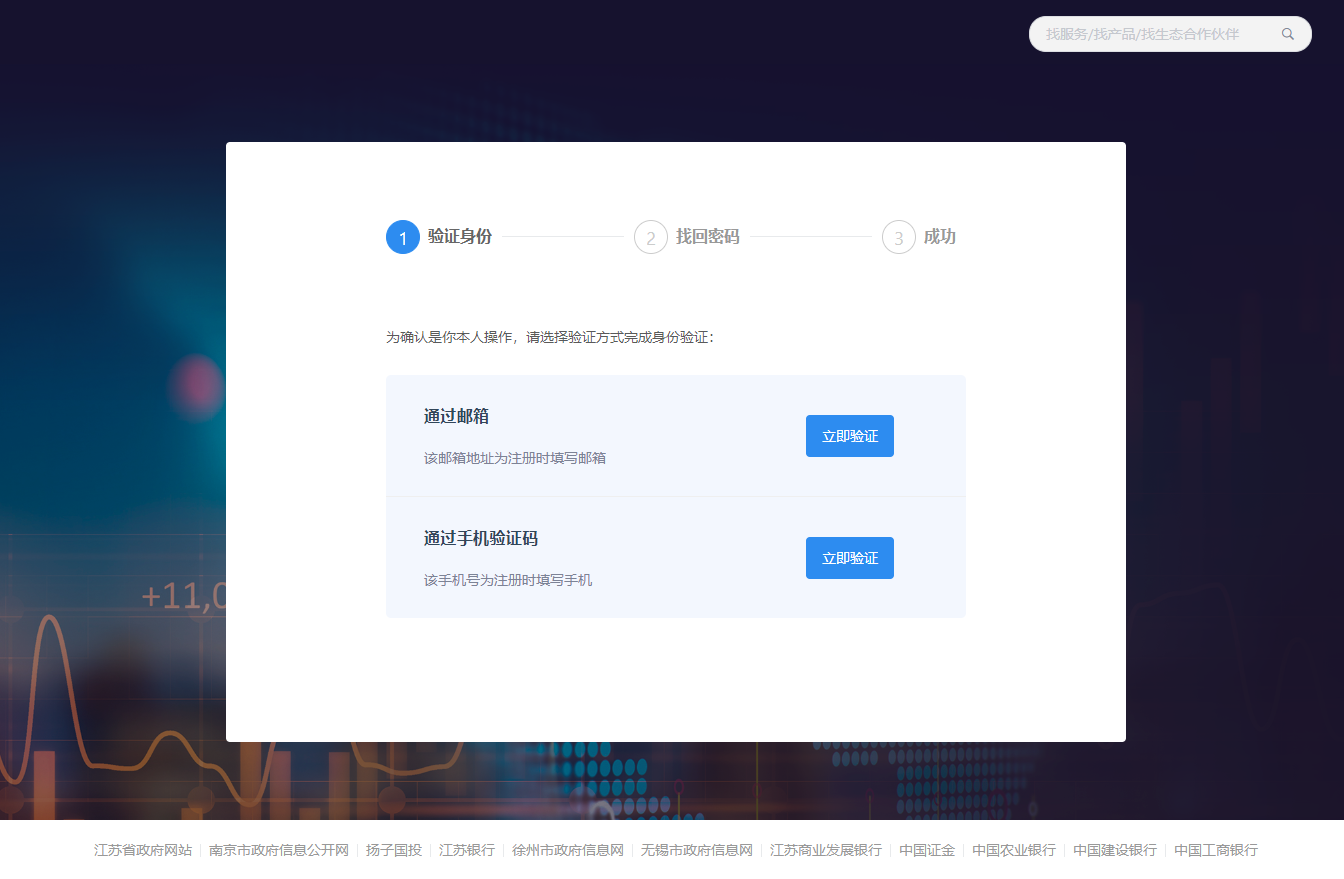 找服务/找产品/找生态合作伙伴
1 验证身份 2 找回密码 3 成功
为确认是你本人操作，请选择验证方式完成身份验证：
通过邮箱
立即验证
该邮箱地址为注册时填写邮箱
通过手机验证码
立即验证
该手机号为注册时填写手机
+11,0
江苏省政府网站 南京市政府信息公开网 扬子国投 江苏银行 徐州市政府信息网 无锡市政府信息网 江苏商业发展银行 中国证金 中国农业银行 中国建设银行 中国工商银行